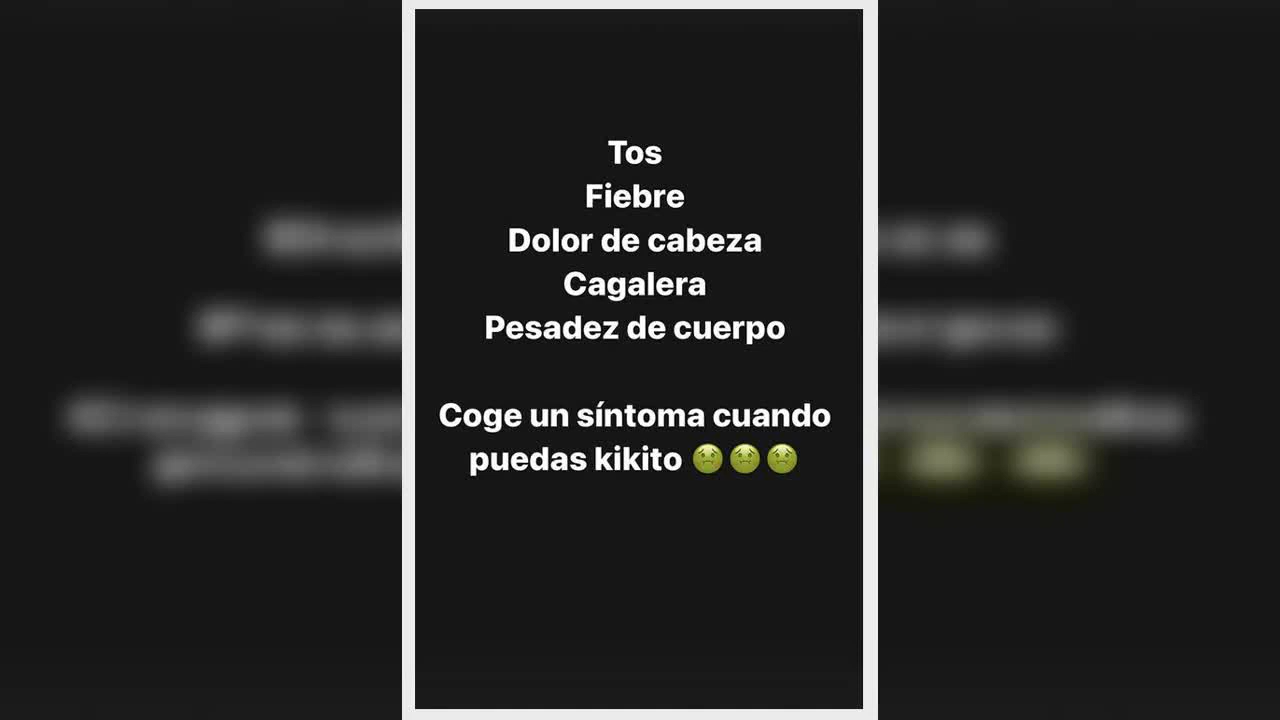 Tos
Fiebre
Dolor de cabeza
Cagalera
Pesadez de cuerpo
Coge un síntoma cuando
puedas kikito 🤢🤢🤢